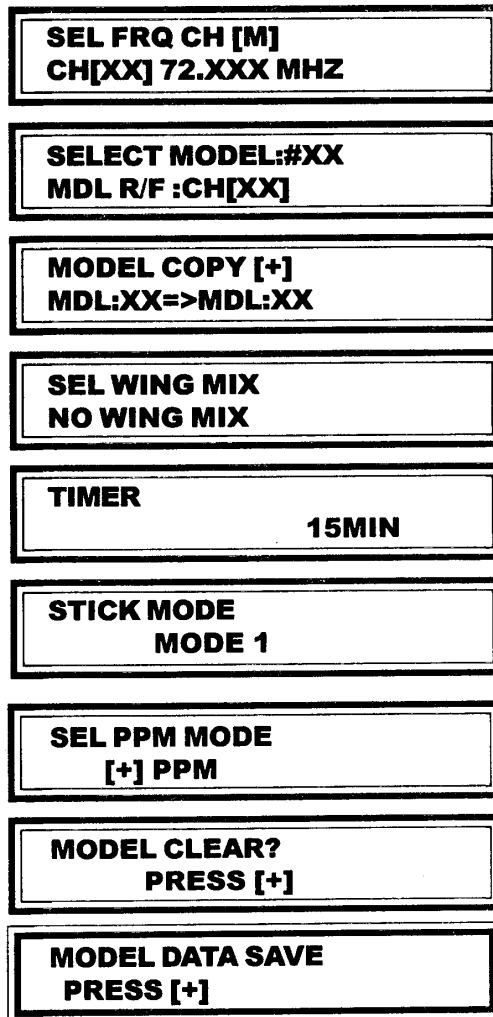 SEL FRQ CH [M]
CH[XX] 72.XXX MHZ
SELECT MODEL:#XX
MDL R/F :CH[XX]
MODEL COPY [+]
MDL:XX=>MDL:XX
SEL WING MIX
NO WING MIX
TIMER
15MIN
STICK MODE
MODE 1
SEL PPM MODE
[+] PPM
MODEL CLEAR?
PRESS [+]
MODEL DATA SAVE
PRESS [+]